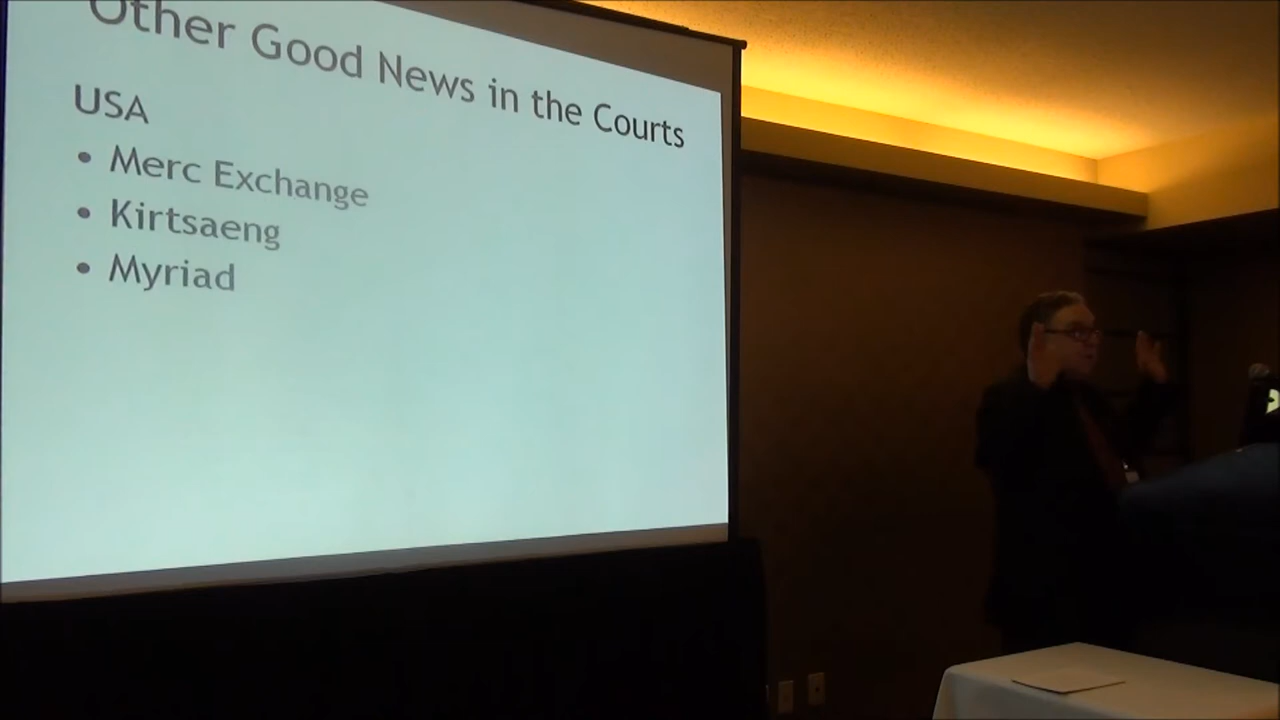 Other Good News in the Courts
USA
• Merc Exchange
• Kirtsaeng
• Myriad